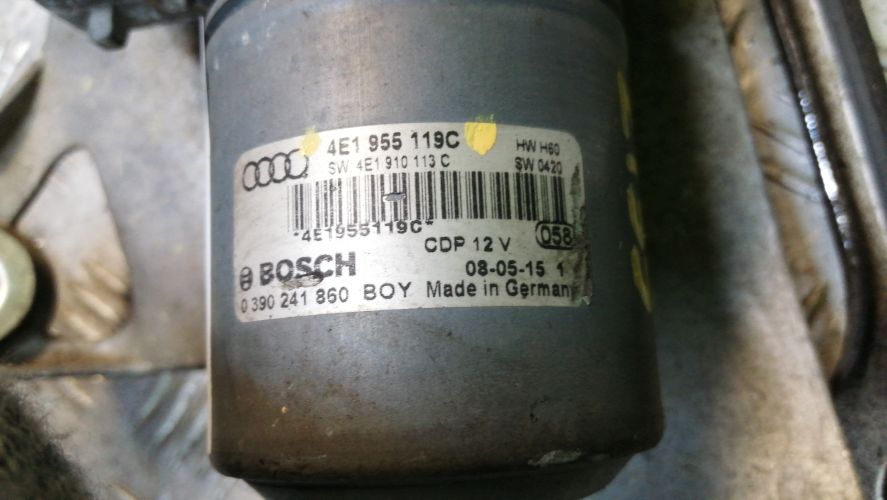 4E1 955 119C
HW H60
SW 4E1 910 113 C
SW 0420
*4E1955119C*
CDP 12 V
058
BOSCH
08-05-15 1
0 390 241 860 BOY Made in Germany